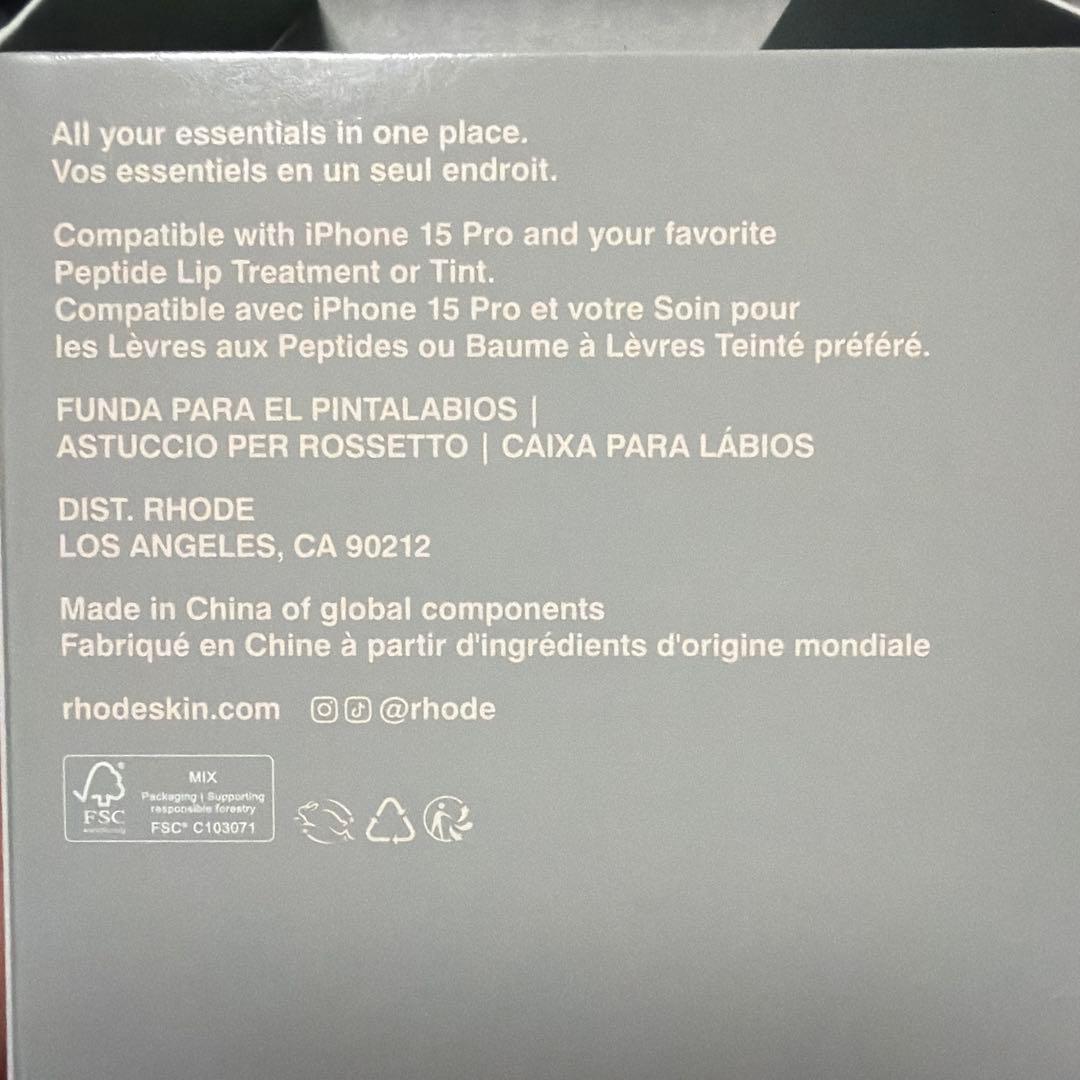 All your essentials in one place.
Vos essentiels en un seul endroit.
Compatible with iPhone 15 Pro and your favorite
Peptide Lip Treatment or Tint.
Compatible avec iPhone 15 Pro et votre Soin pour
les Lèvres aux Peptides ou Baume à Lèvres Teinté préféré.
FUNDA PARA EL PINTALABIOS |
ASTUCCIO PER ROSSETTO | CAIXA PARA LÁBIOS
DIST. RHODE
LOS ANGELES, CA 90212
Made in China of global components
Fabriqué en Chine à partir d'ingrédients d'origine mondiale
rhodeskin.com @rhode
MIX
Packaging | Supporting
responsible forestry
FSC
FSC® C103071